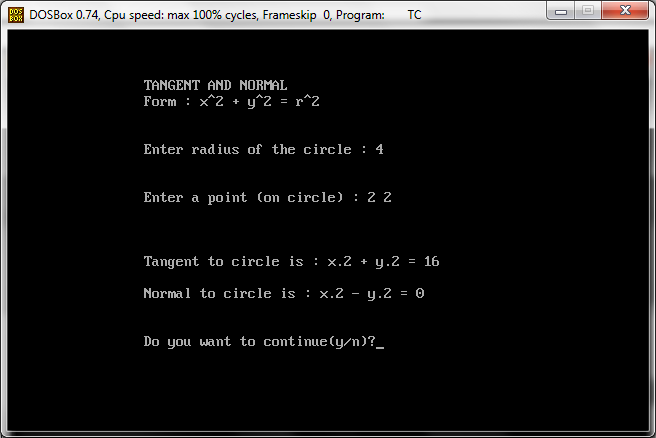 DOS BOX
DOSBox 0.74, Cpu speed: max 100% cycles, Frameskip 0, Program: TC
TANGENT AND NORMAL
Form : x^2 + y^2 = r^2
Enter radius of the circle : 4
Enter a point (on circle) : 2 2
Tangent to circle is : x.2 + y.2 = 16
Normal to circle is : x.2 - y.2 = 0
Do you want to continue(y/n)?_